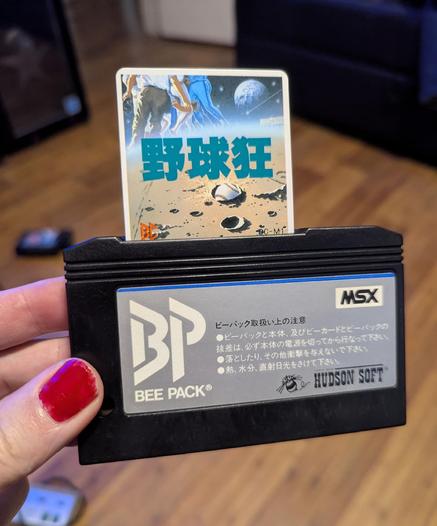 野球狂
BC-M1
MSX
BP
BEE PACK®
ビーパック取扱い上の注意
●ビーパックと本体、及びビーカードとビーパックの
抜差は、必ず本体の電源を切ってから行なって下さい。
●落としたり、その他衝撃を与えないで下さい。
●熱、水分、直射日光をさけて下さい。
HUDSON SOFT®